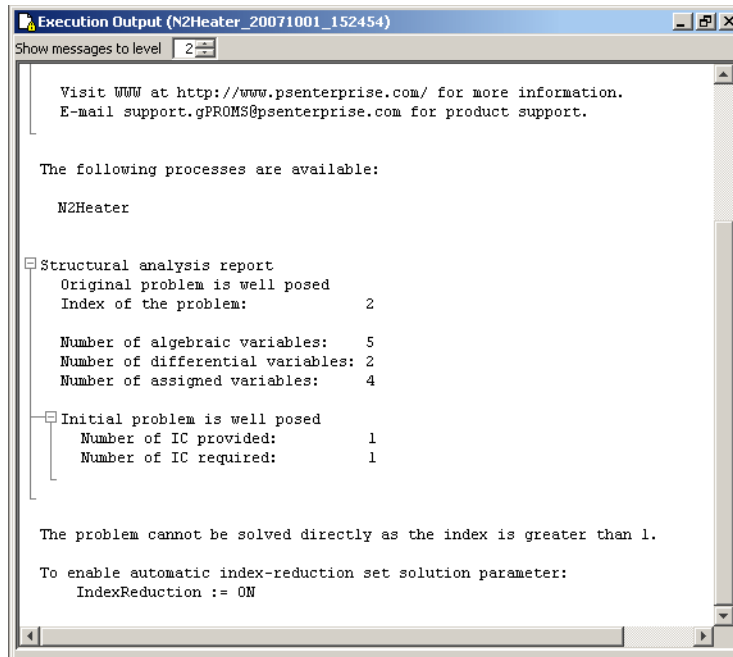 Execution Output (N2Heater_20071001_152454)
Show messages to level 2
Visit WWW at http://www.psenterprise.com/ for more information.
E-mail support.gPROMS@psenterprise.com for product support.
The following processes are available:
N2Heater
Structural analysis report
Original problem is well posed
Index of the problem: 2
Number of algebraic variables: 5
Number of differential variables: 2
Number of assigned variables: 4
Initial problem is well posed
Number of IC provided: 1
Number of IC required: 1
The problem cannot be solved directly as the index is greater than 1.
To enable automatic index-reduction set solution parameter:
IndexReduction := ON